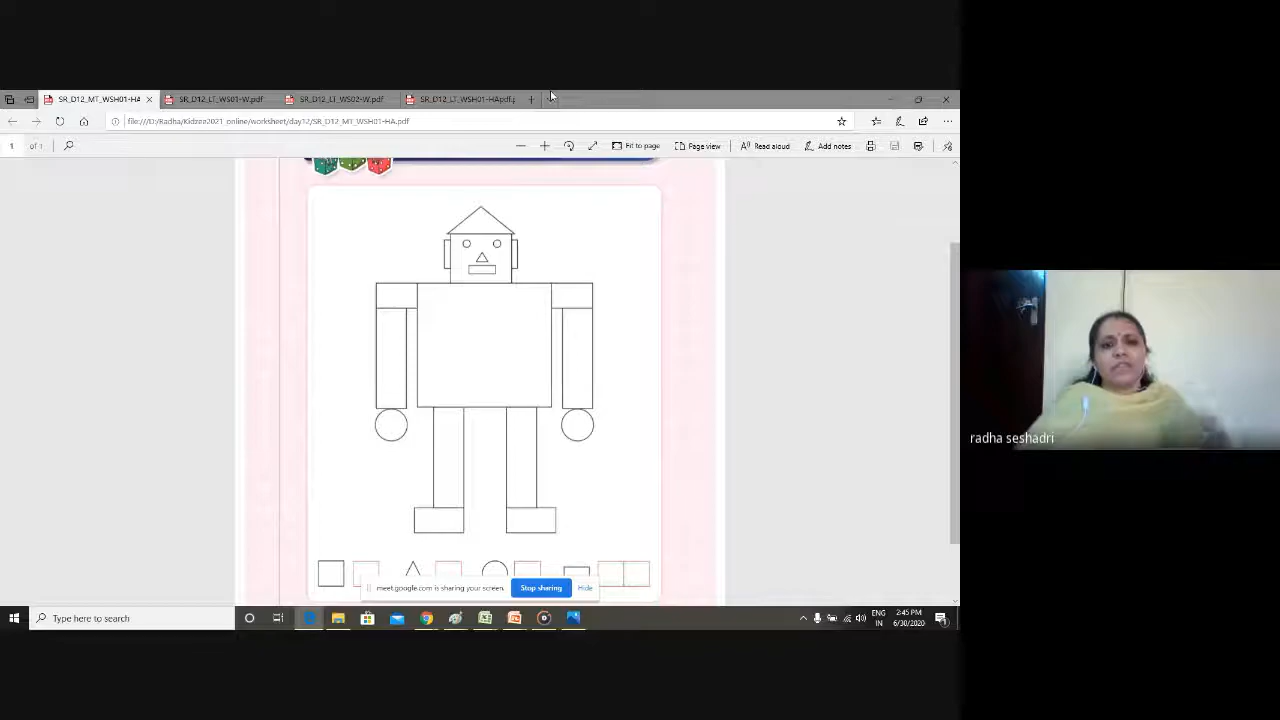 SR_D12_MT_WSH01-HA
SR_D12_LT_WS01-W.pdf
SR_D12_LT_WS02-W.pdf
SR_D12_LT_WSH01-HApdf.p
file:///D:/Radha/Kidzee2021_online/worksheet/day12/SR_D12_MT_WSH01-HA.pdf
1 of 1
Fit to page
Page view
Read aloud
Add notes
radha seshadri
meet.google.com is sharing your screen.
Stop sharing
Hide
Type here to search
ENG
IN
2:45 PM
6/30/2020